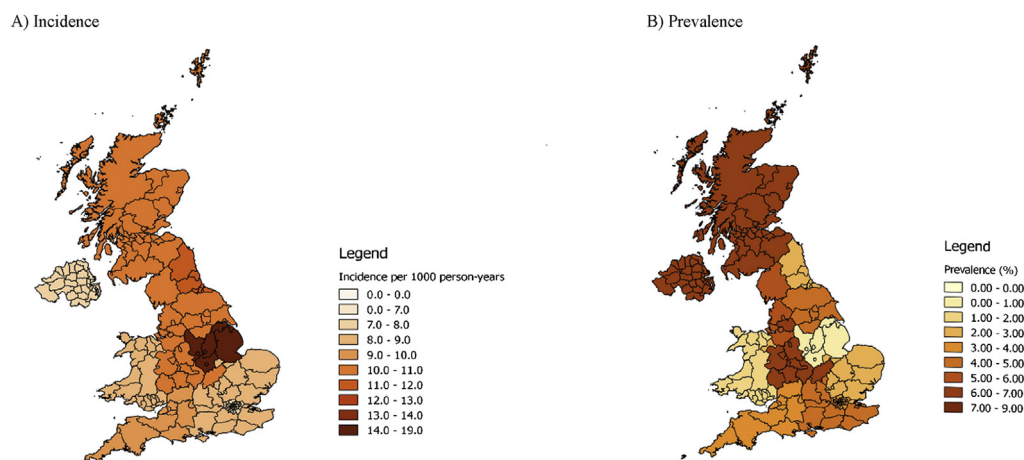 A) Incidence
B) Prevalence
Legend
Incidence per 1000 person-years
0.0 - 0.0
0.0 - 7.0
7.0 - 8.0
8.0 - 9.0
9.0 - 10.0
10.0 - 11.0
11.0 - 12.0
12.0 - 13.0
13.0 - 14.0
14.0 - 19.0
Legend
Prevalence (%)
0.00 - 0.00
0.00 - 1.00
1.00 - 2.00
2.00 - 3.00
3.00 - 4.00
4.00 - 5.00
5.00 - 6.00
6.00 - 7.00
7.00 - 9.00